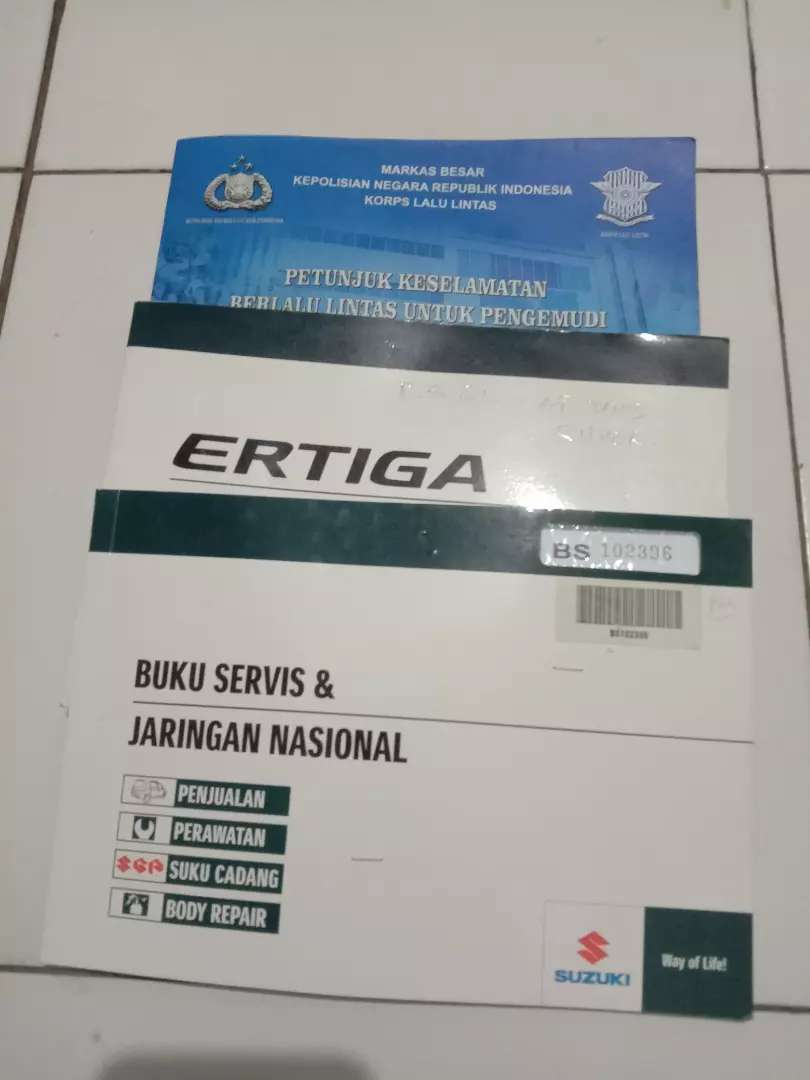 MARKAS BESAR
KEPOLISIAN NEGARA REPUBLIK INDONESIA
KORPS LALU LINTAS
PETUNJUK KESELAMATAN
BERLALU LINTAS UNTUK PENGEMUDI
ERTIGA
BS 102396
BUKU SERVIS &
JARINGAN NASIONAL
PENJUALAN
PERAWATAN
SGP SUKU CADANG
BODY REPAIR
SUZUKI
Way of Life!